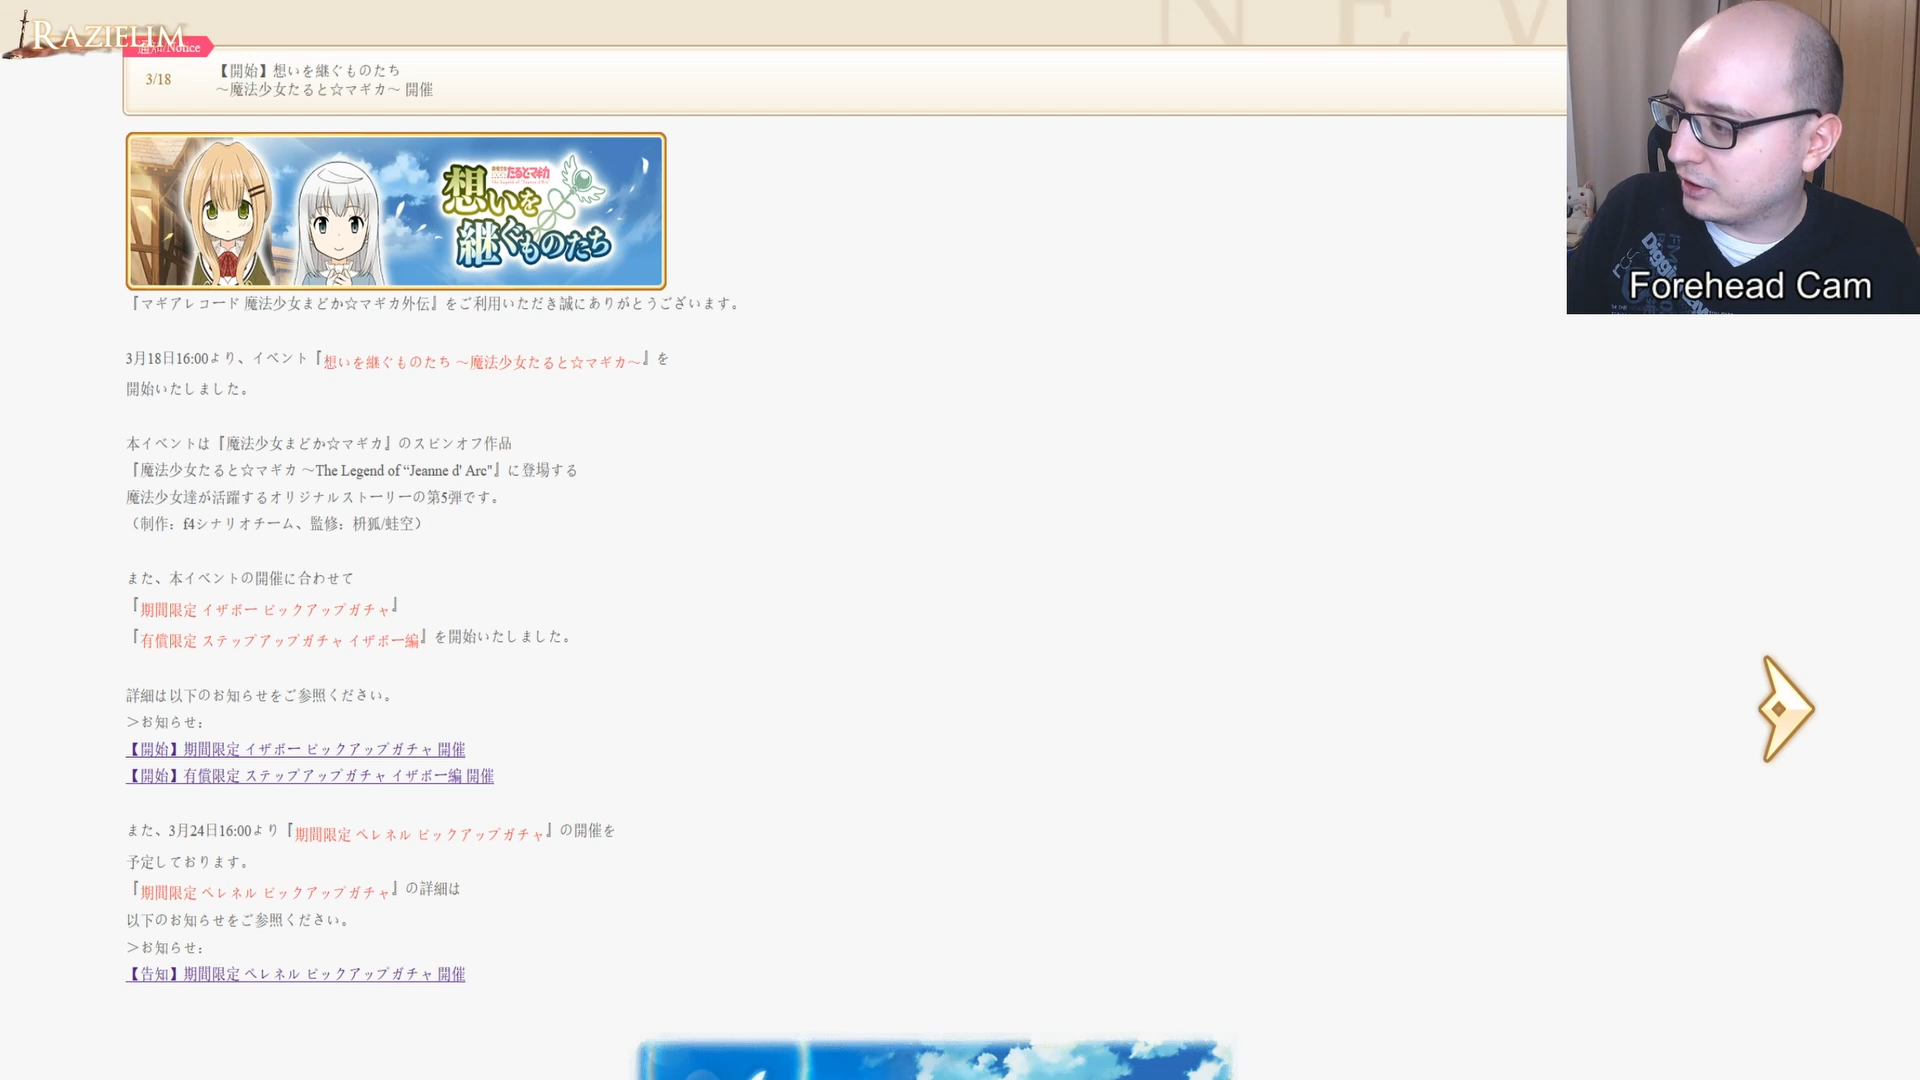 RAZIELIM
NEW
通知/Notice
3/18
【開始】想いを継ぐものたち
～魔法少女たると☆マギカ～ 開催
たると☆マギカ
想いを
継ぐものたち
Forehead Cam
『マギアレコード 魔法少女まどか☆マギカ外伝』をご利用いただき誠にありがとうございます。
3月18日16:00より、イベント『想いを継ぐものたち ～魔法少女たると☆マギカ～』を
開始いたしました。
本イベントは『魔法少女まどか☆マギカ』のスピンオフ作品
『魔法少女たると☆マギカ ～The Legend of “Jeanne d' Arc"』に登場する
魔法少女達が活躍するオリジナルストーリーの第5弾です。
（制作：f4シナリオチーム、監修：枡狐/蛙空）
また、本イベントの開催に合わせて
『期間限定 イザボー ピックアップガチャ』
『有償限定 ステップアップガチャ イザボー編』を開始いたしました。
詳細は以下のお知らせをご参照ください。
＞お知らせ：
【開始】期間限定 イザボー ピックアップガチャ 開催
【開始】有償限定 ステップアップガチャ イザボー編 開催
また、3月24日16:00より『期間限定 ペレネル ピックアップガチャ』の開催を
予定しております。
『期間限定 ペレネル ピックアップガチャ』の詳細は
以下のお知らせをご参照ください。
＞お知らせ：
【告知】期間限定 ペレネル ピックアップガチャ 開催